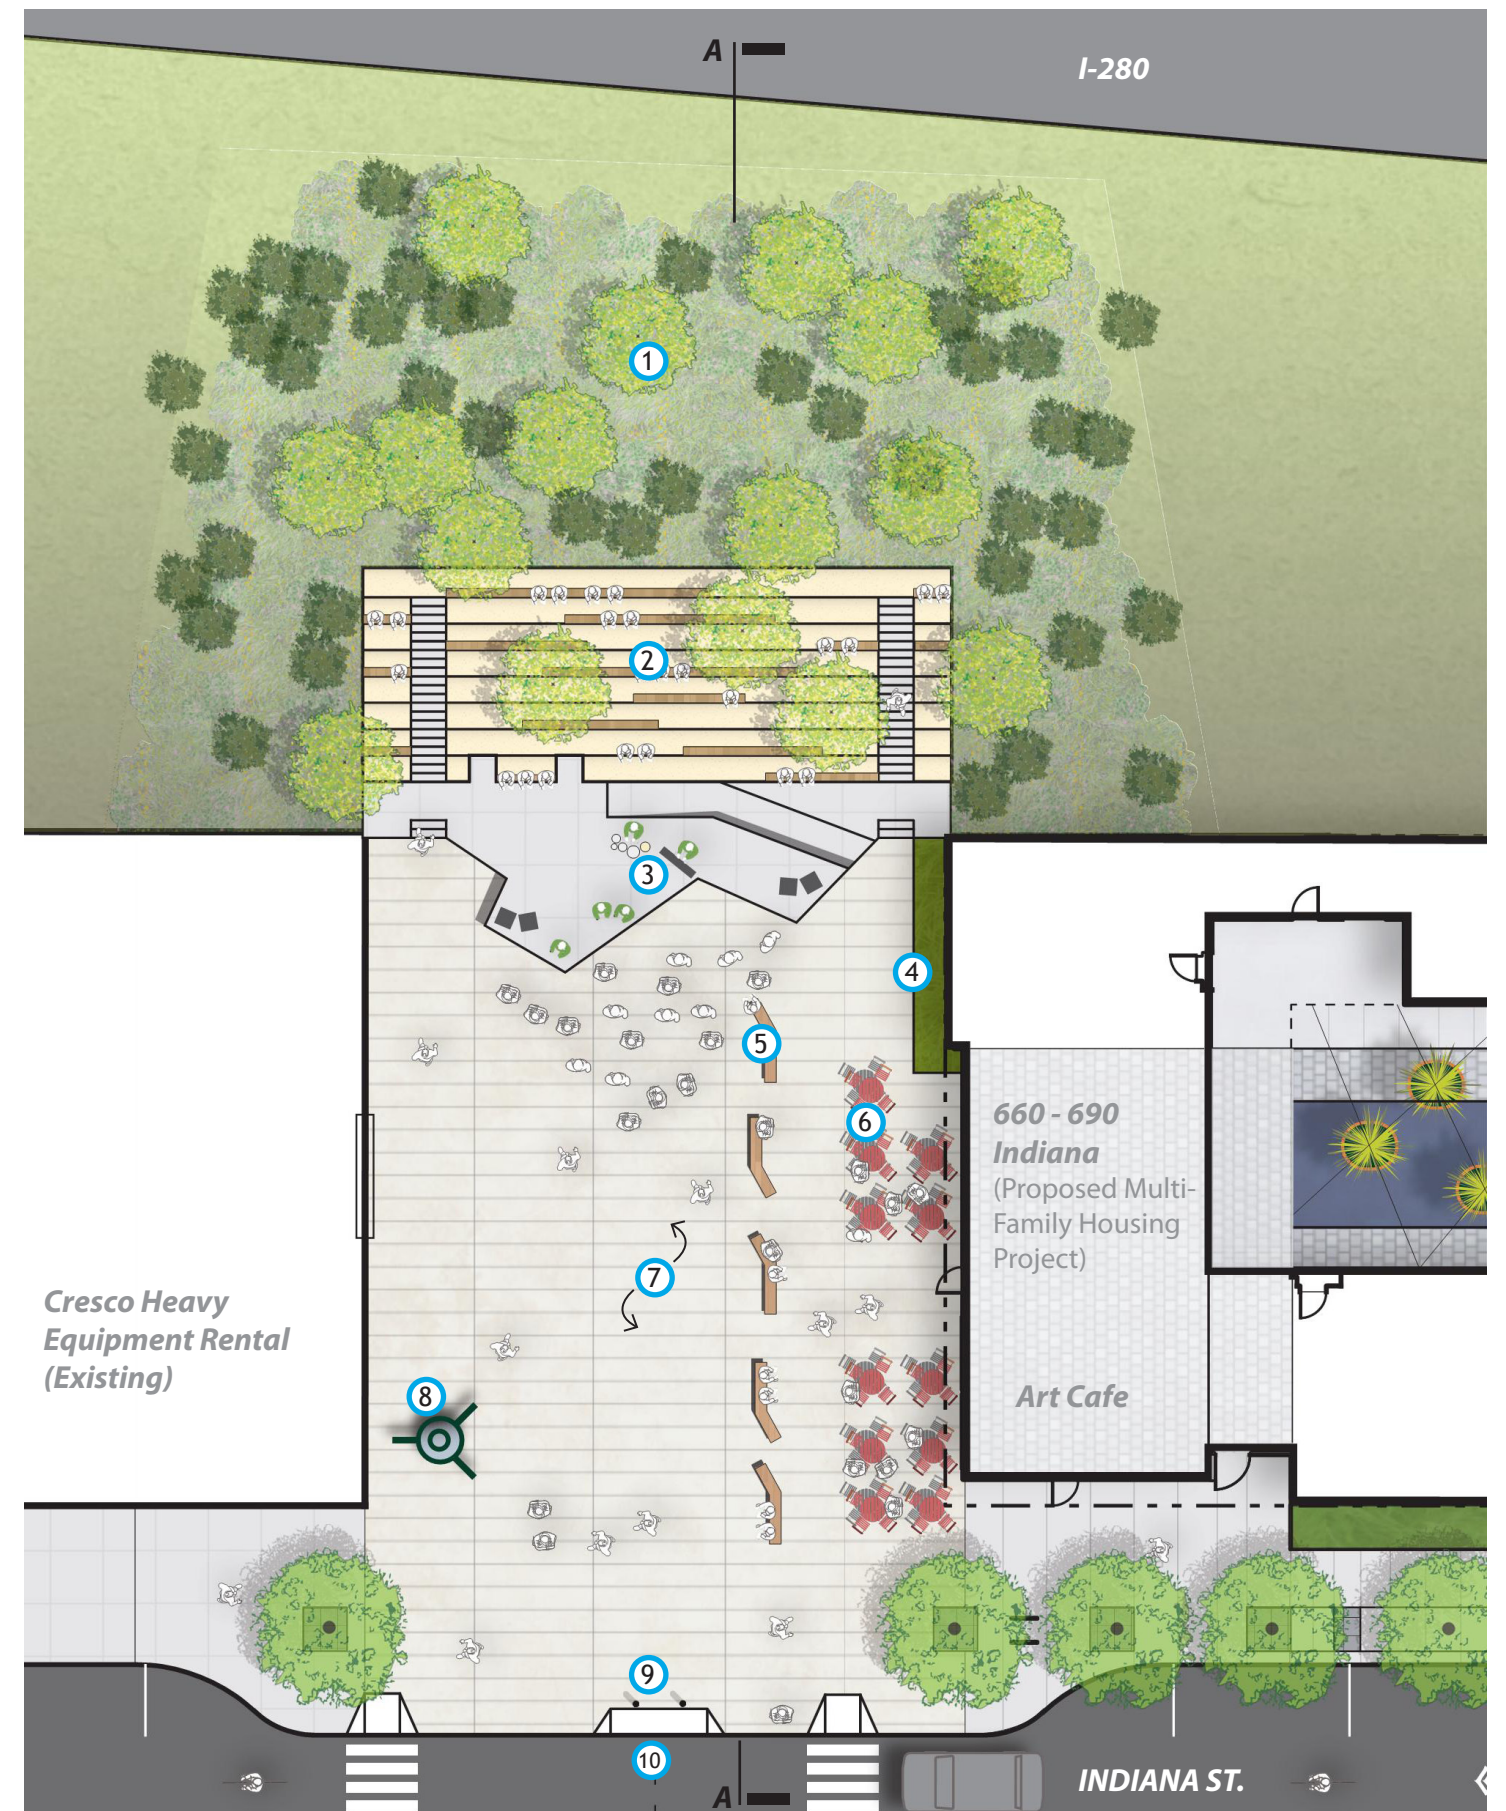 A
I-280
1
2
3
4
5
6
660 - 690
Indiana
(Proposed Multi-
Family Housing
Project)
7
Cresco Heavy
Equipment Rental
(Existing)
8
Art Cafe
9
10
INDIANA ST.
A